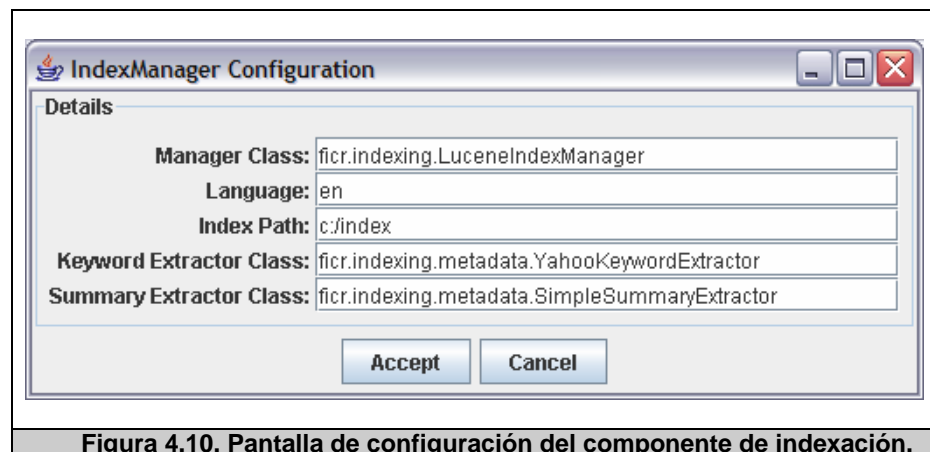 IndexManager Configuration
Details
Manager Class: ficr.indexing.LuceneIndexManager
Language: en
Index Path: c:/index
Keyword Extractor Class: ficr.indexing.metadata.YahooKeywordExtractor
Summary Extractor Class: ficr.indexing.metadata.SimpleSummaryExtractor
Accept Cancel
Figura 4.10. Pantalla de configuración del componente de indexación.